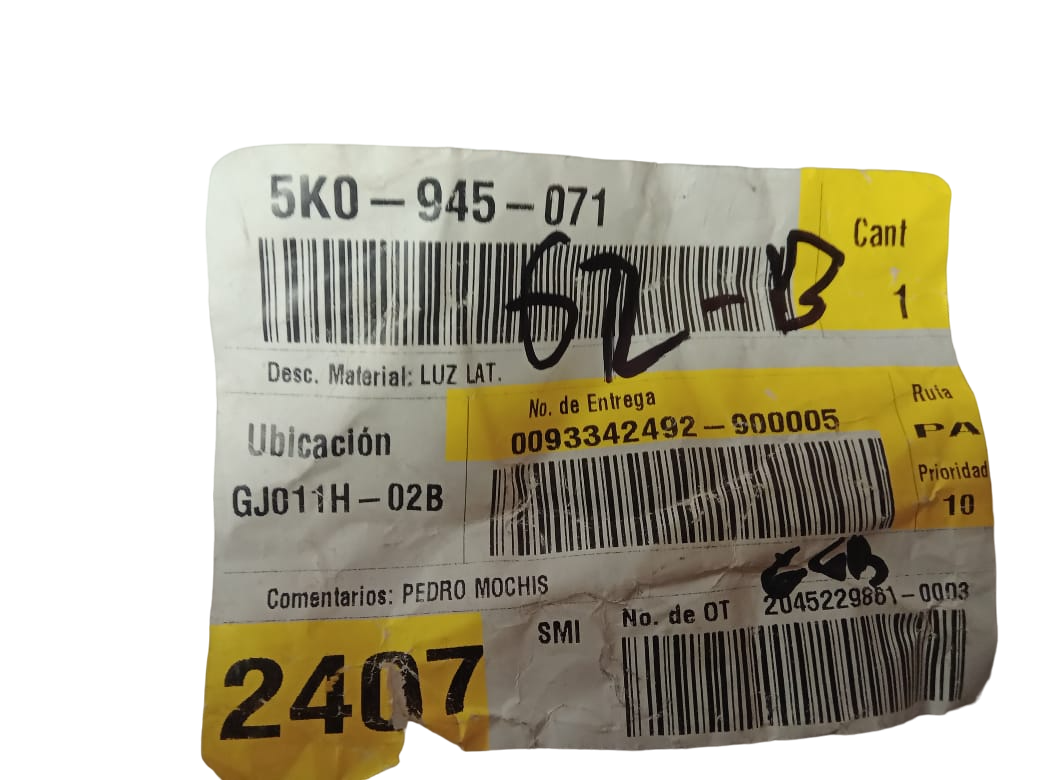 5K0-945-071
Cant
1
62-B
Desc. Material: LUZ LAT.
No. de Entrega
0093342492-900005
Ruta
PA
Prioridad
10
Ubicación
GJ011H-02B
Comentarios: PEDRO MOCHIS
SMI
No. de OT
2045229861-0003
2407